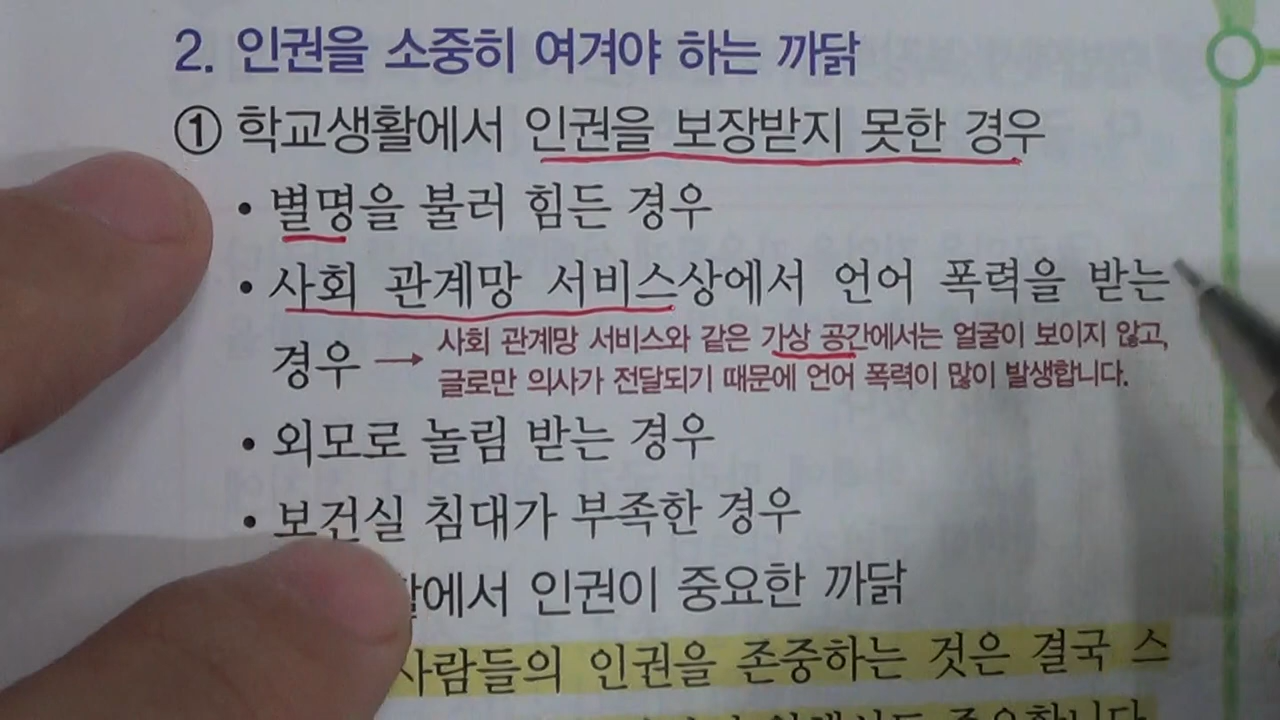 2. 인권을 소중히 여겨야 하는 까닭
① 학교생활에서 인권을 보장받지 못한 경우
• 별명을 불러 힘든 경우
• 사회 관계망 서비스상에서 언어 폭력을 받는
경우 → 사회 관계망 서비스와 같은 가상 공간에서는 얼굴이 보이지 않고,
글로만 의사가 전달되기 때문에 언어 폭력이 많이 발생합니다.
• 외모로 놀림 받는 경우
• 보건실 침대가 부족한 경우
에서 인권이 중요한 까닭
사람들의 인권을 존중하는 것은 결국 스
중요합니다